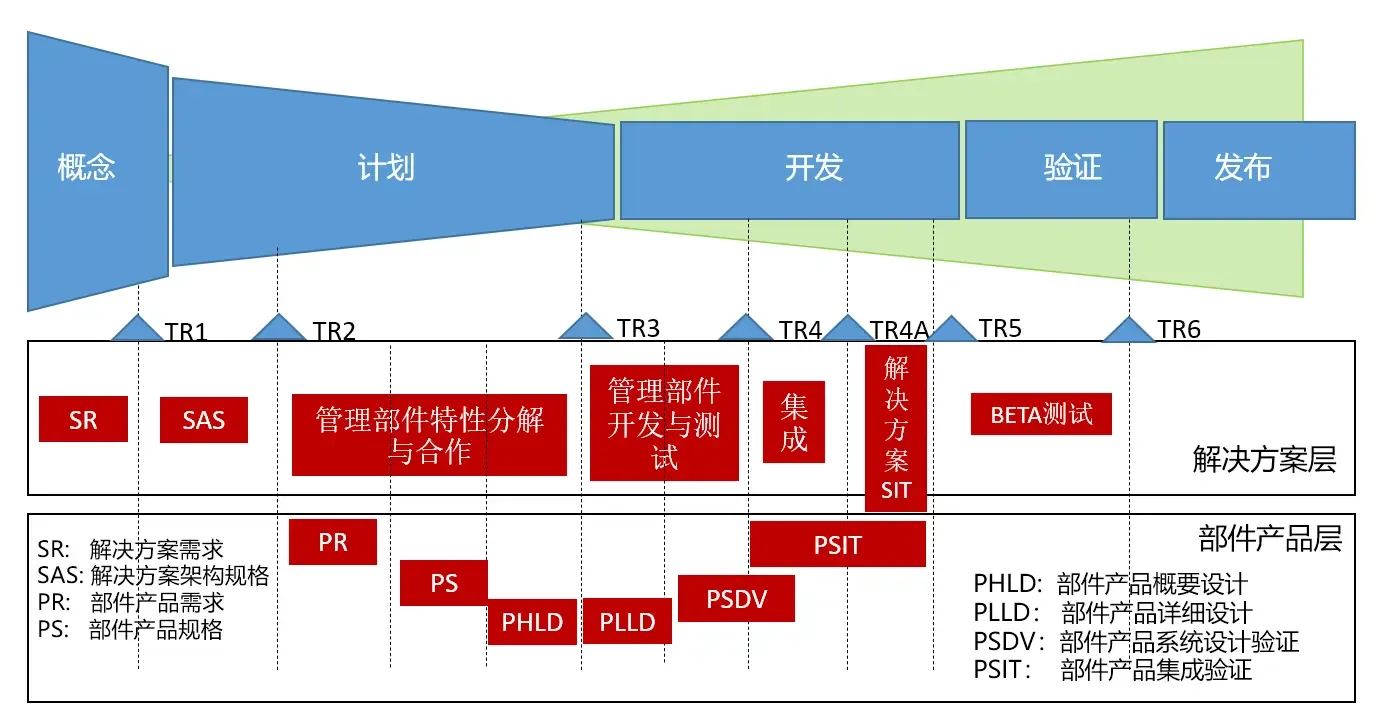 概念
计划
开发
验证
发布
TR1
TR2
TR3
TR4
TR4A
TR5
TR6
SR
SAS
管理部件特性分解
与合作
管理部件
开发与测
试
集
成
解
决
方
案
SIT
BETA测试
解决方案层
部件产品层
PR
PS
PHLD
PLLD
PSDV
PSIT
SR: 解决方案需求
SAS: 解决方案架构规格
PR: 部件产品需求
PS: 部件产品规格
PHLD: 部件产品概要设计
PLLD: 部件产品详细设计
PSDV: 部件产品系统设计验证
PSIT: 部件产品集成验证